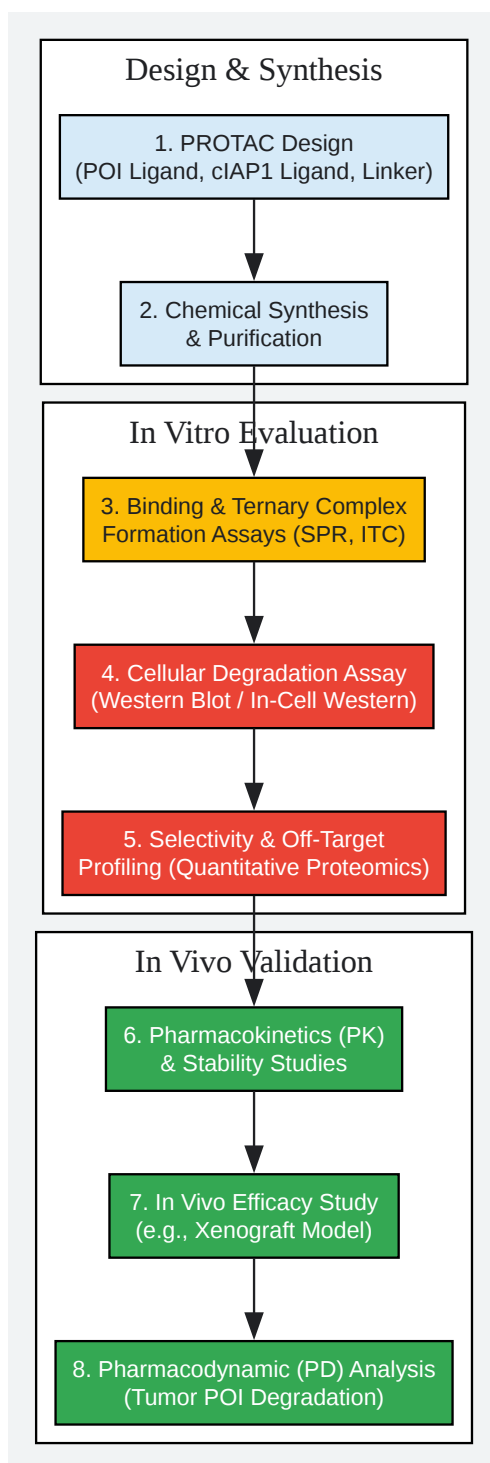 Design & Synthesis
1. PROTAC Design
(POI Ligand, cIAP1 Ligand, Linker)
2. Chemical Synthesis
& Purification
In Vitro Evaluation
3. Binding & Ternary Complex
Formation Assays (SPR, ITC)
4. Cellular Degradation Assay
(Western Blot / In-Cell Western)
5. Selectivity & Off-Target
Profiling (Quantitative Proteomics)
In Vivo Validation
6. Pharmacokinetics (PK)
& Stability Studies
7. In Vivo Efficacy Study
(e.g., Xenograft Model)
8. Pharmacodynamic (PD) Analysis
(Tumor POI Degradation)